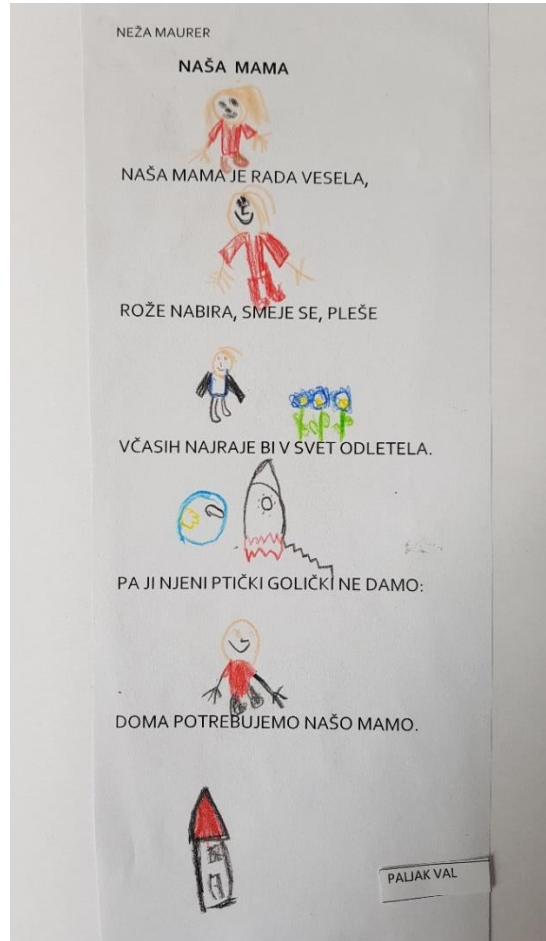 NEŽA MAURER
NAŠA MAMA
NAŠA MAMA JE RADA VESELA,
ROŽE NABIRA, SMEJE SE, PLEŠE
VČASIH NAJRAJE BI V SVET ODLETELA.
PA JI NJENI PTIČKI GOLIČKI NE DAMO:
DOMA POTREBUJEMO NAŠO MAMO.
PALJAK VAL